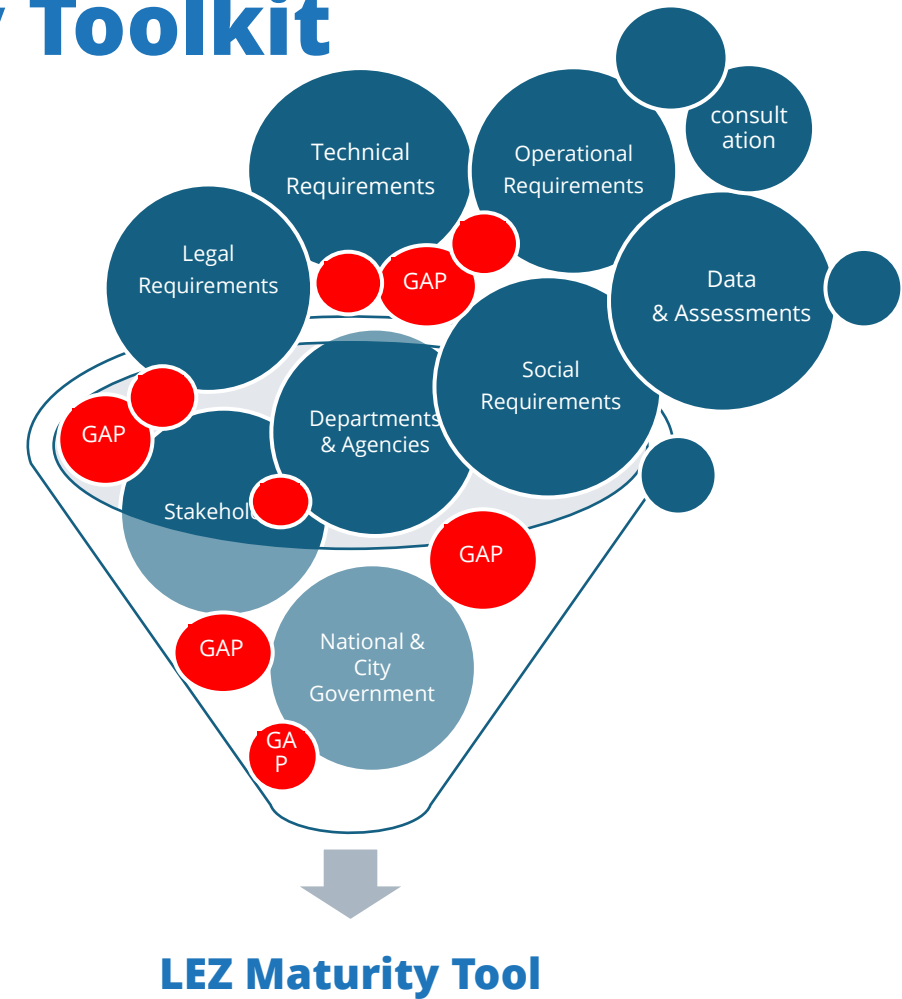 Toolkit
consult
ation
Technical
Requirements
Operational
Requirements
Legal
Requirements
GAP
Data
& Assessments
Social
Requirements
Departments
& Agencies
GAP
Stakehol
GAP
GAP
National &
City
Government
GA
P
LEZ Maturity Tool